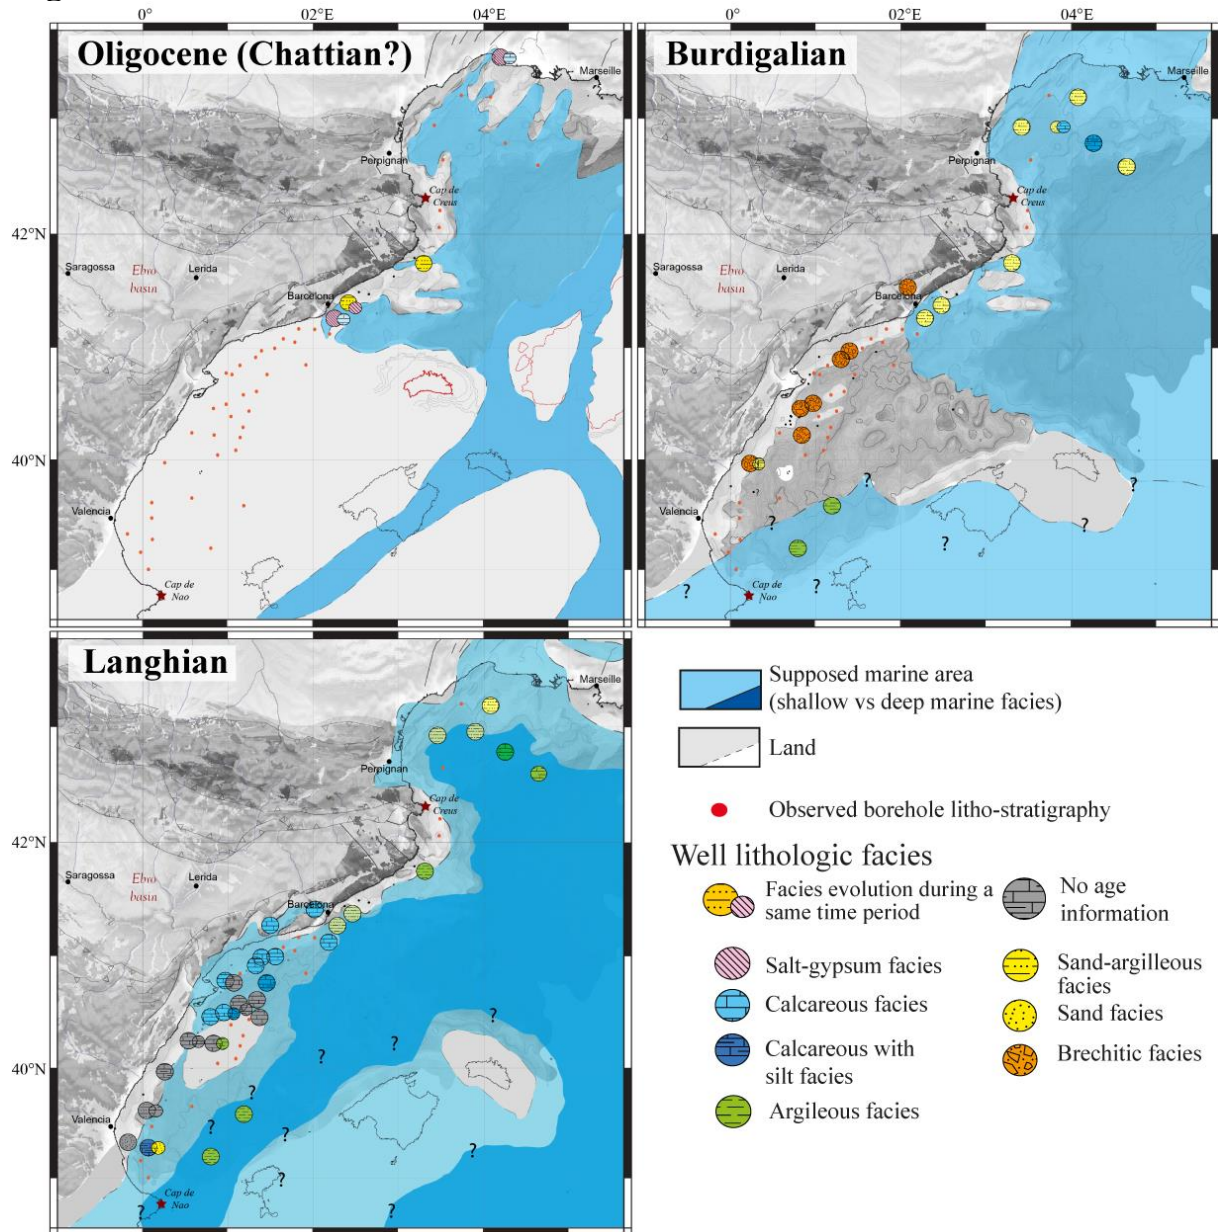 0°
02°E
04°E
0°
02°E
04°E
Oligocene (Chattian?)
Marseille
Perpignan
Cap de
Creus
42°N
Saragossa
Ebro
basin
Lerida
Barcelona
40°N
Valencia
Cap de
Nao
Burdigalian
Marseille
Perpignan
Cap de
Creus
Saragossa
Ebro
basin
Lerida
Barcelona
?
?
?
?
?
?
Valencia
?
?
Cap de
Nao
Langhian
Marseille
Perpignan
Cap de
Creus
42°N
Saragossa
Ebro
basin
Lerida
Barcelona
?
?
?
40°N
?
Valencia
?
?
?
?
Cap de
Nao
?
?
Supposed marine area
(shallow vs deep marine facies)
Land
Observed borehole litho-stratigraphy
Well lithologic facies
Facies evolution during a
same time period
No age
information
Salt-gypsum facies
Sand-argilleous
facies
Calcareous facies
Sand facies
Calcareous with
silt facies
Brechitic facies
Argileous facies